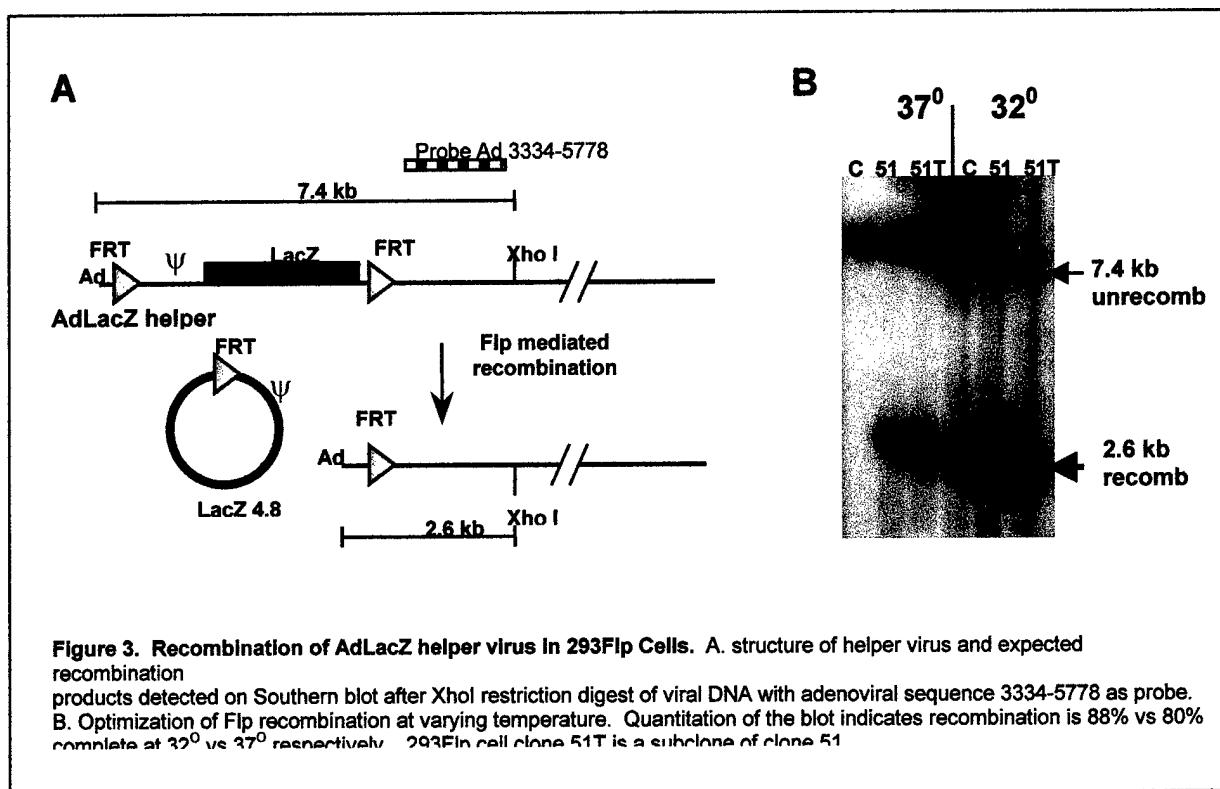 A
Probe Ad 3334-5778
7.4 kb
FRT
Ψ
LacZ
FRT
Xho I
Ad
AdLacZ helper
FRT
Ψ
LacZ 4.8
Flp mediated
recombination
FRT
Ad
Xho I
2.6 kb
B
37⁰ 32⁰
C 51 51T C 51 51T
7.4 kb
unrecomb
2.6 kb
recomb
Figure 3. Recombination of AdLacZ helper virus in 293Flp Cells. A. structure of helper virus and expected
recombination
products detected on Southern blot after XhoI restriction digest of viral DNA with adenoviral sequence 3334-5778 as probe.
B. Optimization of Flp recombination at varying temperature. Quantitation of the blot indicates recombination is 88% vs 80%
complete at 32⁰ vs 37⁰ respectively. 293Flp cell clone 51T is a subclone of clone 51